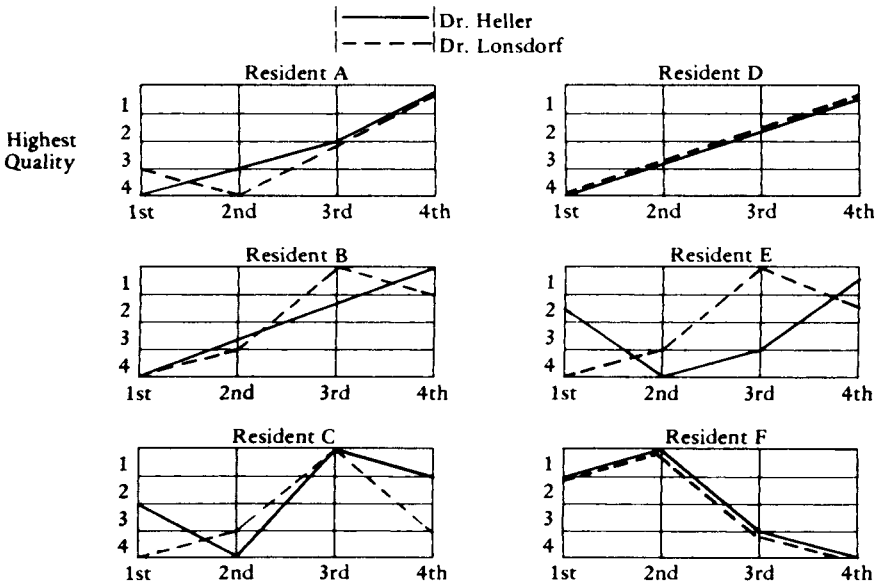 Dr. Heller
Dr. Lonsdorf
Resident A
Highest
Quality
1
2
3
4
1st 2nd 3rd 4th
Resident D
1
2
3
4
1st 2nd 3rd 4th
Resident B
1
2
3
4
1st 2nd 3rd 4th
Resident E
1
2
3
4
1st 2nd 3rd 4th
Resident C
1
2
3
4
1st 2nd 3rd 4th
Resident F
1
2
3
4
1st 2nd 3rd 4th